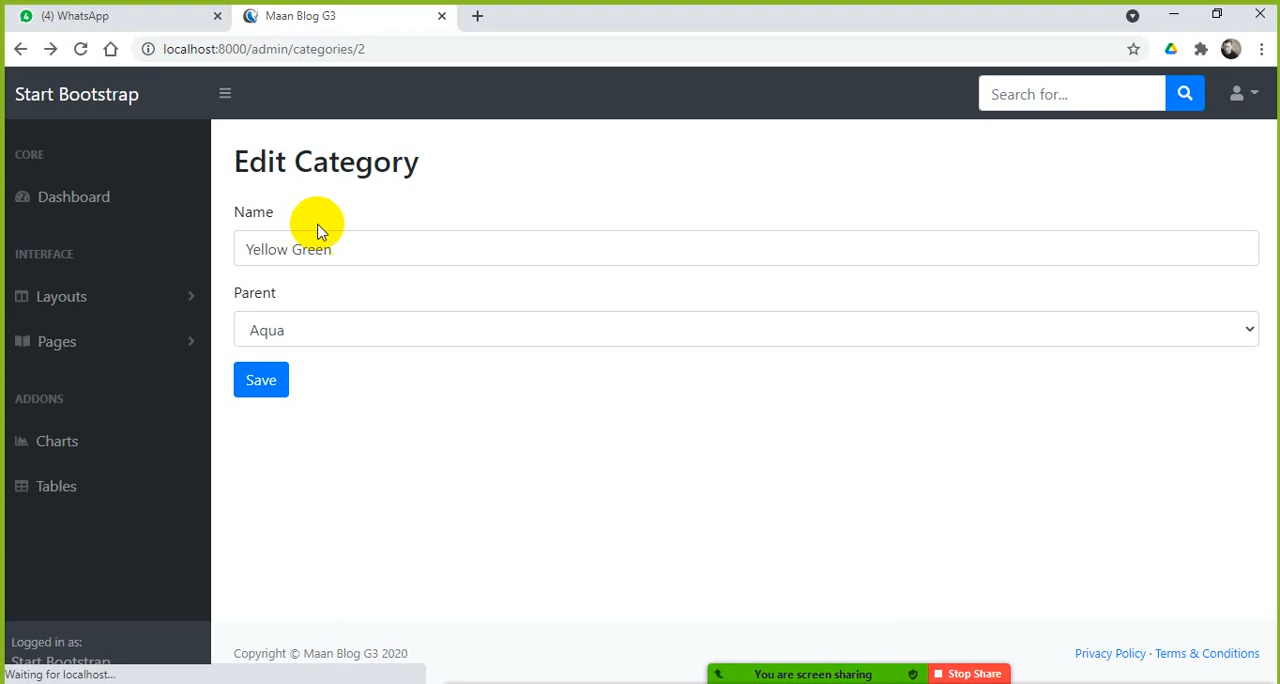 (4) WhatsApp
Maan Blog G3
localhost:8000/admin/categories/2
Start Bootstrap
Search for...
CORE
Dashboard
INTERFACE
Layouts
Pages
ADDONS
Charts
Tables
Logged in as:
Start Bootstrap
Waiting for localhost...
Edit Category
Name
Yellow Green
Parent
Aqua
Save
Copyright © Maan Blog G3 2020
Privacy Policy · Terms & Conditions
You are screen sharing
Stop Share